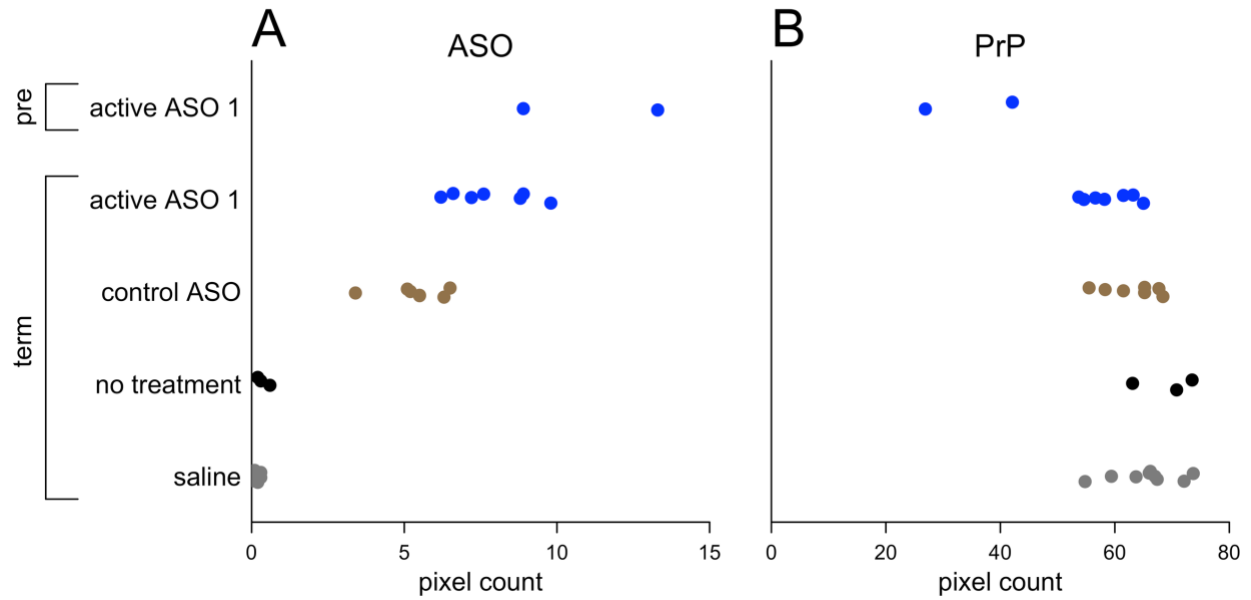 A
B
ASO
PrP
pre
active ASO 1
term
active ASO 1
control ASO
no treatment
saline
0
5
10
15
0
20
40
60
80
pixel count
pixel count